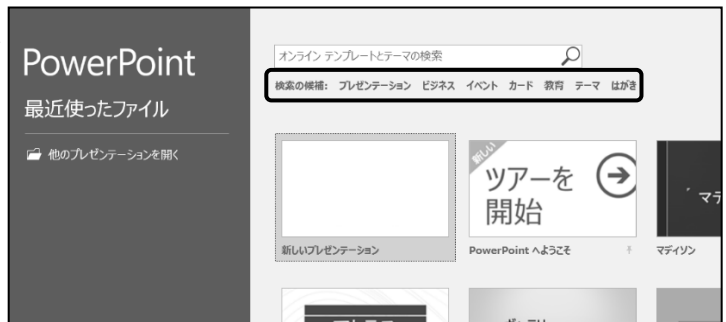 PowerPoint
最近使ったファイル
他のプレゼンテーションを開く
オンライン テンプレートとテーマの検索
検索の候補: プレゼンテーション ビジネス イベント カード 教育 テーマ はがき
新しい
ツアーを
開始
新しいプレゼンテーション
PowerPoint へようこそ
マディソン